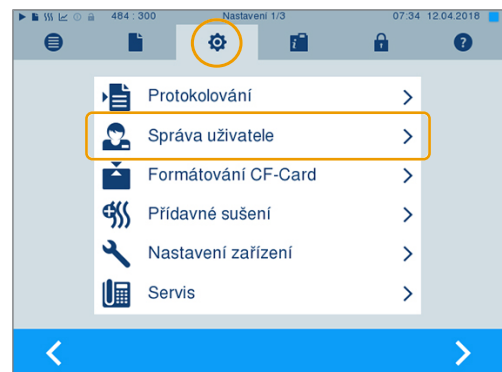 484 : 300 Nastavení 1/3 07:34 12.04.2018
Protokolování
Správa uživatele
Formátování CF-Card
Přídavné sušení
Nastavení zařízení
Servis